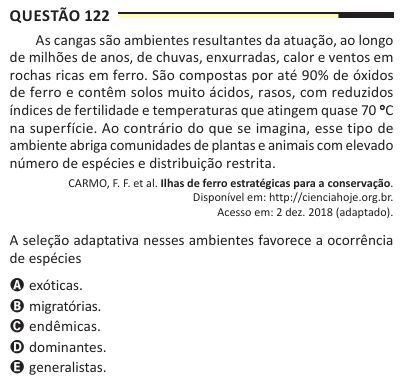 QUESTÃO 122
As cangas são ambientes resultantes da atuação, ao longo
de milhões de anos, de chuvas, enxurradas, calor e ventos em
rochas ricas em ferro. São compostas por até 90% de óxidos
de ferro e contêm solos muito ácidos, rasos, com reduzidos
índices de fertilidade e temperaturas que atingem quase 70 ºC
na superfície. Ao contrário do que se imagina, esse tipo de
ambiente abriga comunidades de plantas e animais com elevado
número de espécies e distribuição restrita.
CARMO, F. F. et al. Ilhas de ferro estratégicas para a conservação.
Disponível em: http://cienciahoje.org.br.
Acesso em: 2 dez. 2018 (adaptado).
A seleção adaptativa nesses ambientes favorece a ocorrência
de espécies
A exóticas.
B migratórias.
C endêmicas.
D dominantes.
E generalistas.